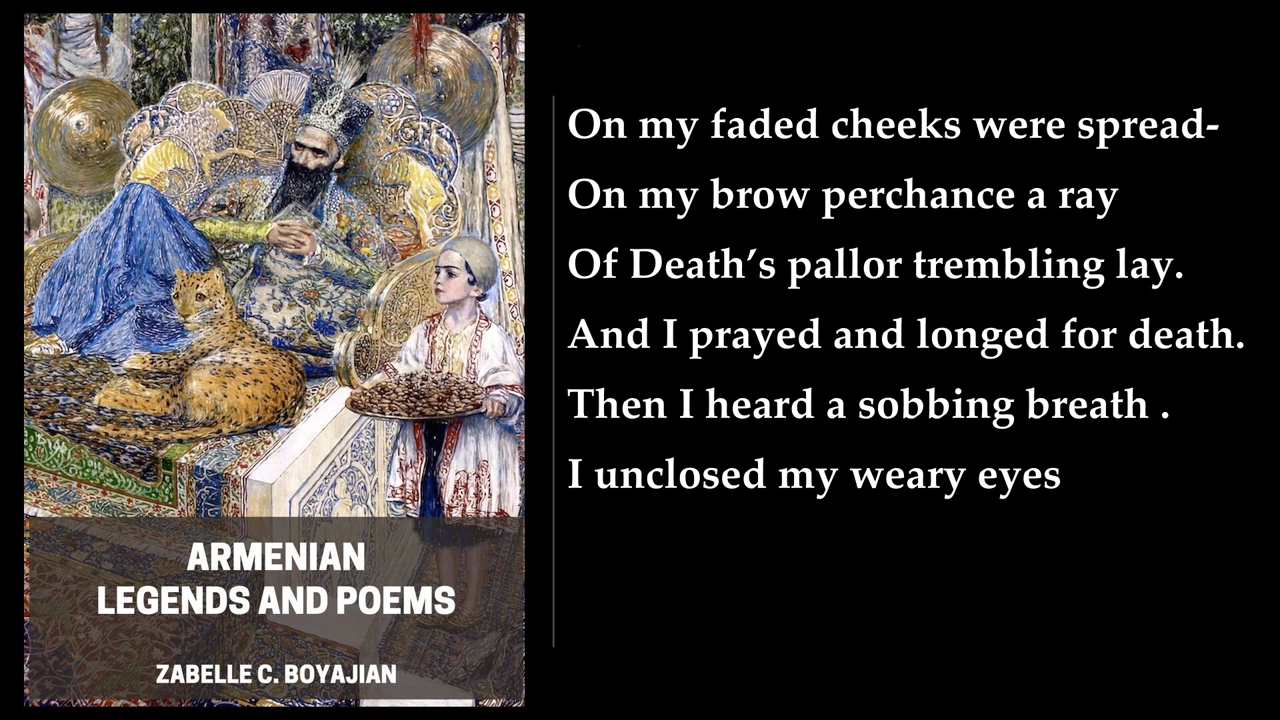 On my faded cheeks were spread-
On my brow perchance a ray
Of Death’s pallor trembling lay.
And I prayed and longed for death.
Then I heard a sobbing breath .
I unclosed my weary eyes
ARMENIAN
LEGENDS AND POEMS
ZABELLE C. BOYAJIAN